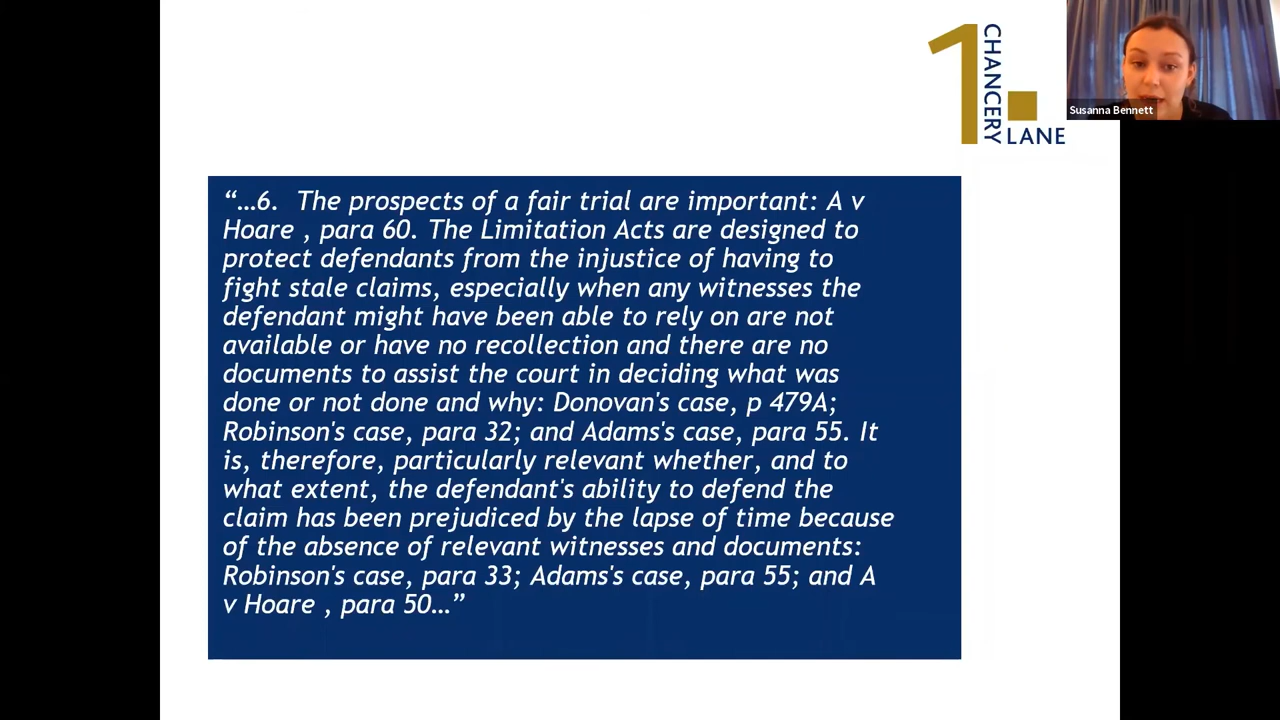 1 CHANCERY LANE
Susanna Bennett
“…6. The prospects of a fair trial are important: A v
Hoare , para 60. The Limitation Acts are designed to
protect defendants from the injustice of having to
fight stale claims, especially when any witnesses the
defendant might have been able to rely on are not
available or have no recollection and there are no
documents to assist the court in deciding what was
done or not done and why: Donovan's case, p 479A;
Robinson's case, para 32; and Adams's case, para 55. It
is, therefore, particularly relevant whether, and to
what extent, the defendant's ability to defend the
claim has been prejudiced by the lapse of time because
of the absence of relevant witnesses and documents:
Robinson's case, para 33; Adams's case, para 55; and A
v Hoare , para 50…”